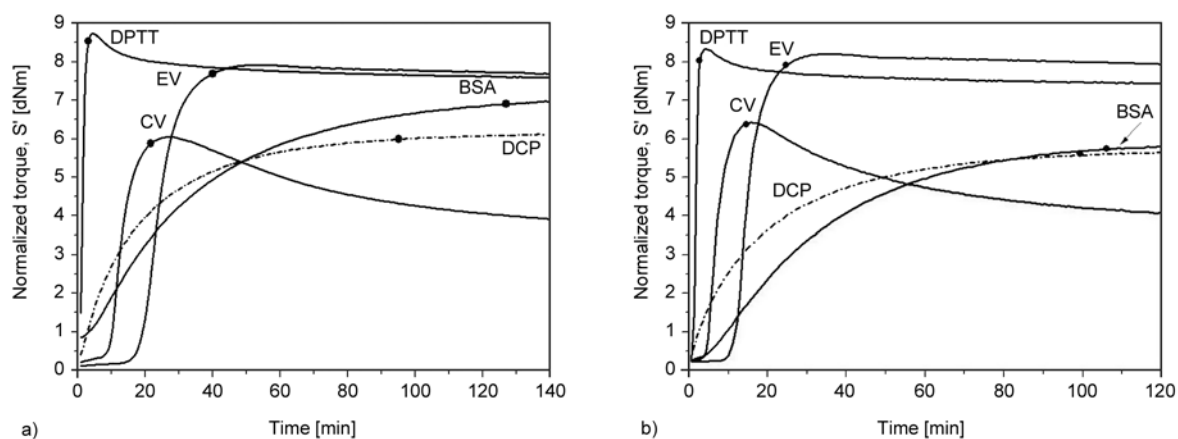 9
8
7
6
5
4
3
2
1
0
Normalized torque, S' [dNm]
DPTT
EV
BSA
CV
DCP
0 20 40 60 80 100 120 140
Time [min]
a)
9
8
7
6
5
4
3
2
1
0
Normalized torque, S' [dNm]
DPTT
EV
CV
BSA
DCP
0 20 40 60 80 100 120
Time [min]
b)